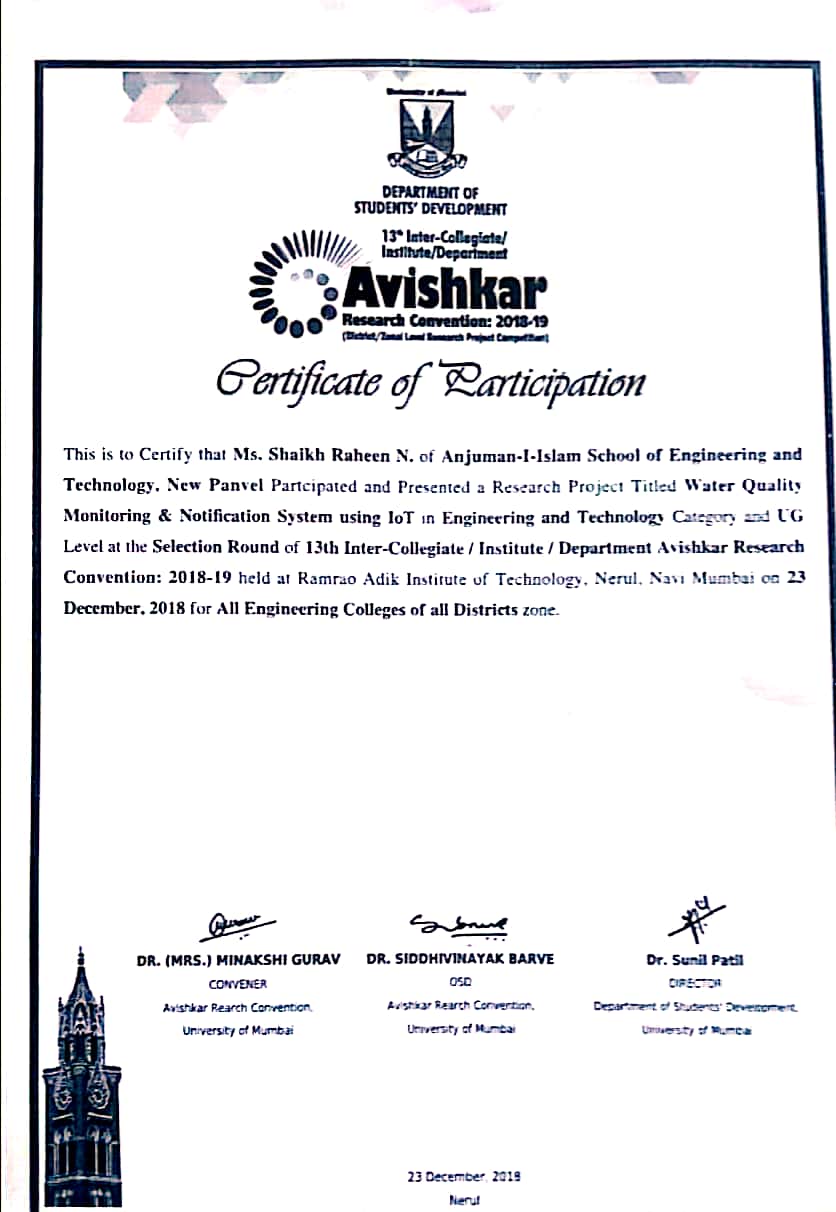 University of Mumbai
DEPARTMENT OF
STUDENTS' DEVELOPMENT
13th Inter-Collegiate/
Institute/Department
Avishkar
Research Convention: 2018-19
(District/Zonal Level Research Project Competition)
Certificate of Participation
This is to Certify that Ms. Shaikh Raheen N. of Anjuman-I-Islam School of Engineering and
Technology, New Panvel Partcipated and Presented a Research Project Titled Water Quality
Monitoring & Notification System using IoT in Engineering and Technology Category and UG
Level at the Selection Round of 13th Inter-Collegiate / Institute / Department Avishkar Research
Convention: 2018-19 held at Ramrao Adik Institute of Technology, Nerul, Navi Mumbai on 23
December, 2018 for All Engineering Colleges of all Districts zone.
DR. (MRS.) MINAKSHI GURAV
CONVENER
Avishkar Rearch Convention,
University of Mumbai
DR. SIDDHIVINAYAK BARVE
OSD
Avishkar Rearch Convention,
University of Mumbai
Dr. Sunil Patil
DIRECTOR
Department of Students' Development,
University of Mumbai
23 December, 2018
Nerul